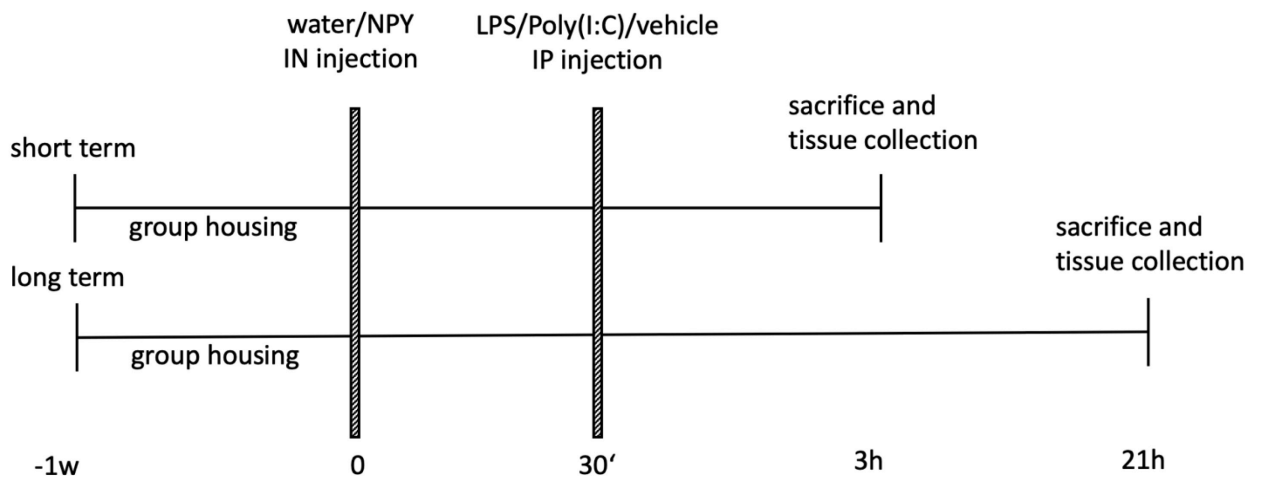 water/NPY
IN injection
LPS/Poly(I:C)/vehicle
IP injection
sacrifice and
tissue collection
short term
group housing
sacrifice and
tissue collection
long term
group housing
-1w
0
30‘
3h
21h